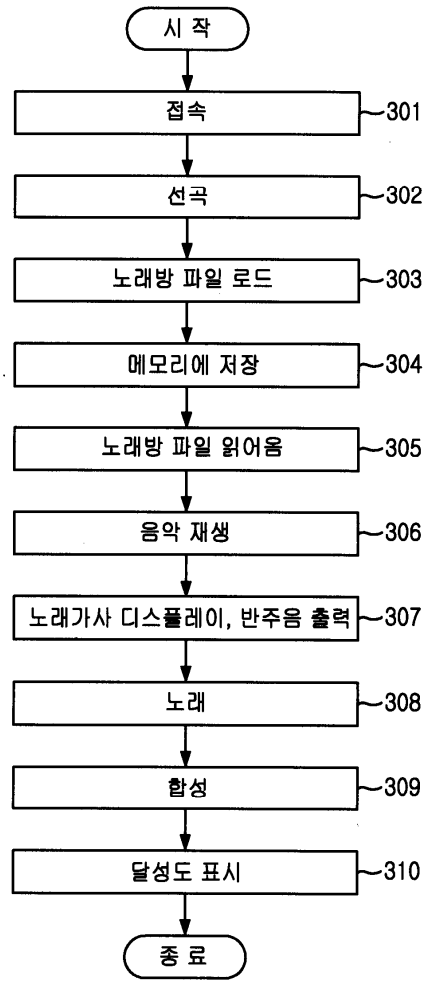 시 작
접속
301
선곡
302
노래방 파일 로드
303
메모리에 저장
304
노래방 파일 읽어옴
305
음악 재생
306
노래가사 디스플레이, 반주음 출력
307
노래
308
합성
309
달성도 표시
310
종 료